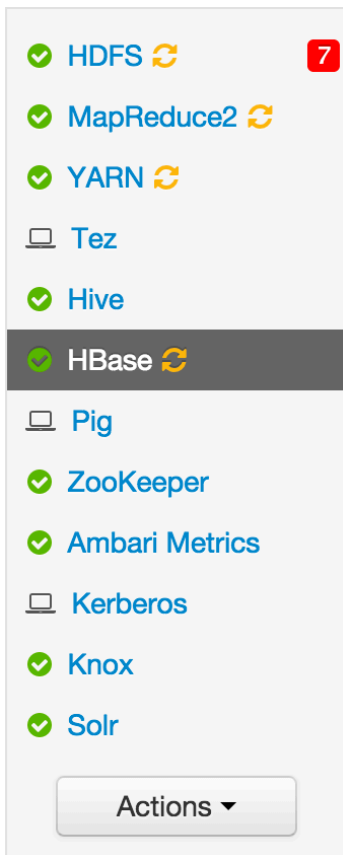 HDFS 7
MapReduce2
YARN
Tez
Hive
HBase
Pig
ZooKeeper
Ambari Metrics
Kerberos
Knox
Solr
Actions